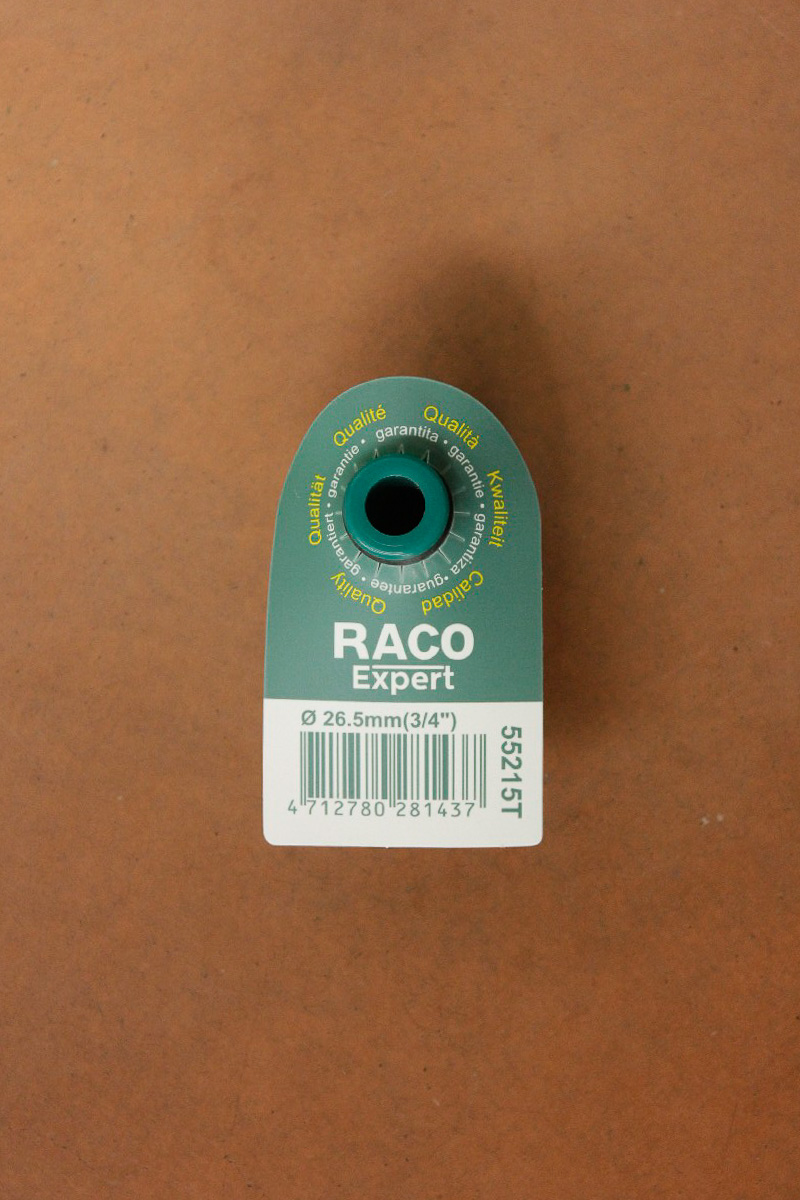 Qualité
Qualità
Kwaliteit
Calidad
Quality
Qualität
garantie • garantita • garantie • garantiza • guarantee • garantiert •
RACO
Expert
Ø 26.5mm(3/4")
4 712780 281437
55215T